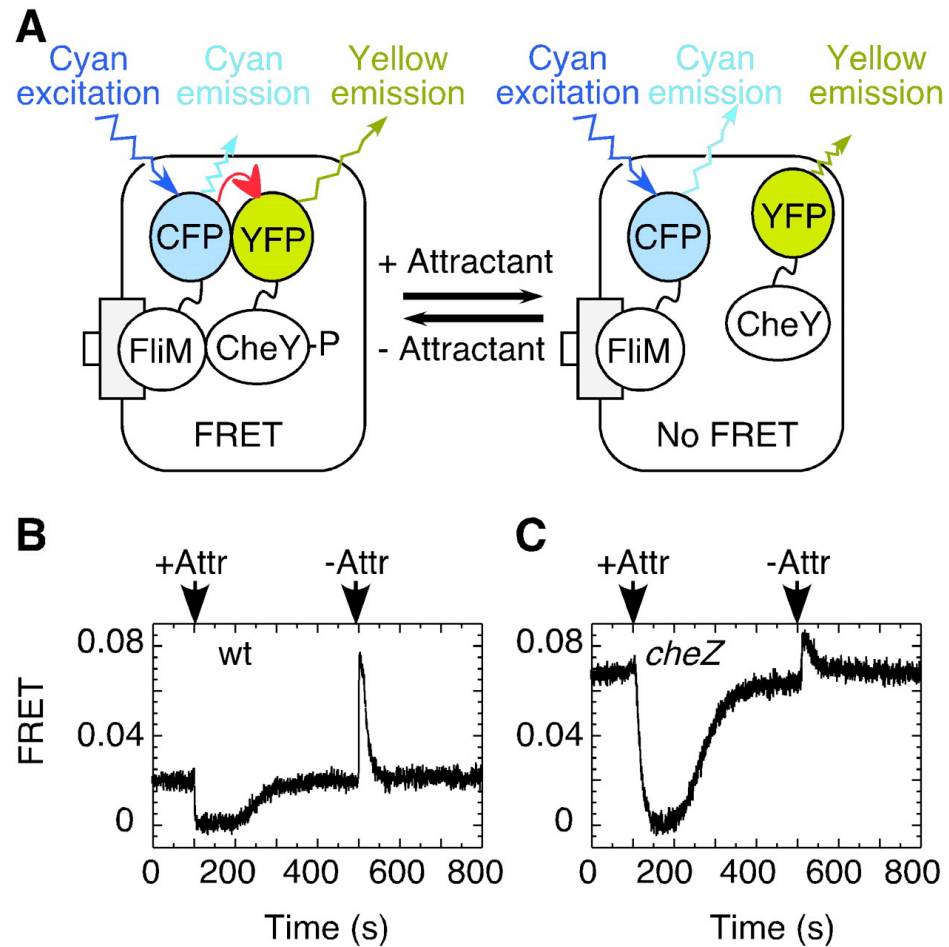 A
Cyan excitation
Cyan emission
Yellow emission
CFP
YFP
FliM
CheY
-P
FRET
+ Attractant
- Attractant
Cyan excitation
Cyan emission
Yellow emission
CFP
YFP
FliM
CheY
No FRET
B
+Attr
-Attr
wt
FRET
0.08
0.04
0
0 200 400 600 800
Time (s)
C
+Attr
-Attr
cheZ
0.08
0.04
0
0 200 400 600 800
Time (s)